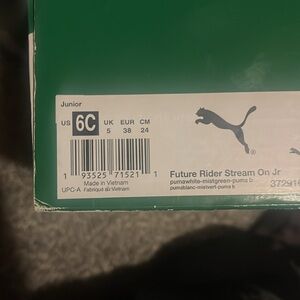 Junior
US 6C UK 5 EUR 38 CM 24
1 93525 71521 1
Made in Vietnam
UPC-A Fabriqué au Vietnam
Future Rider Stream On Jr
pumawhite-mistgreen-puma b
pumablanc-mistvert-puma b